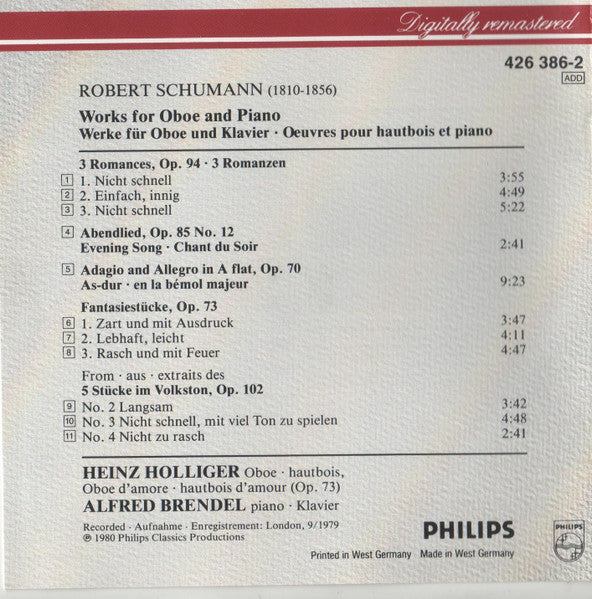 Digitally remastered
426 386-2
ADD
ROBERT SCHUMANN (1810-1856)
Works for Oboe and Piano
Werke für Oboe und Klavier · Oeuvres pour hautbois et piano
3 Romances, Op. 94 · 3 Romanzen
1 1. Nicht schnell 3:55
2 2. Einfach, innig 4:49
3 3. Nicht schnell 5:22
4 Abendlied, Op. 85 No. 12
Evening Song · Chant du Soir 2:41
5 Adagio and Allegro in A flat, Op. 70
As-dur · en la bémol majeur 9:23
Fantasiestücke, Op. 73
6 1. Zart und mit Ausdruck 3:47
7 2. Lebhaft, leicht 4:11
8 3. Rasch und mit Feuer 4:47
From · aus · extraits des
5 Stücke im Volkston, Op. 102
9 No. 2 Langsam 3:42
10 No. 3 Nicht schnell, mit viel Ton zu spielen 4:48
11 No. 4 Nicht zu rasch 2:41
HEINZ HOLLIGER Oboe · hautbois,
Oboe d'amore · hautbois d'amour (Op. 73)
ALFRED BRENDEL piano · Klavier
Recorded · Aufnahme · Enregistrement: London, 9/1979
℗ 1980 Philips Classics Productions
PHILIPS
PHILIPS
Printed in West Germany Made in West Germany